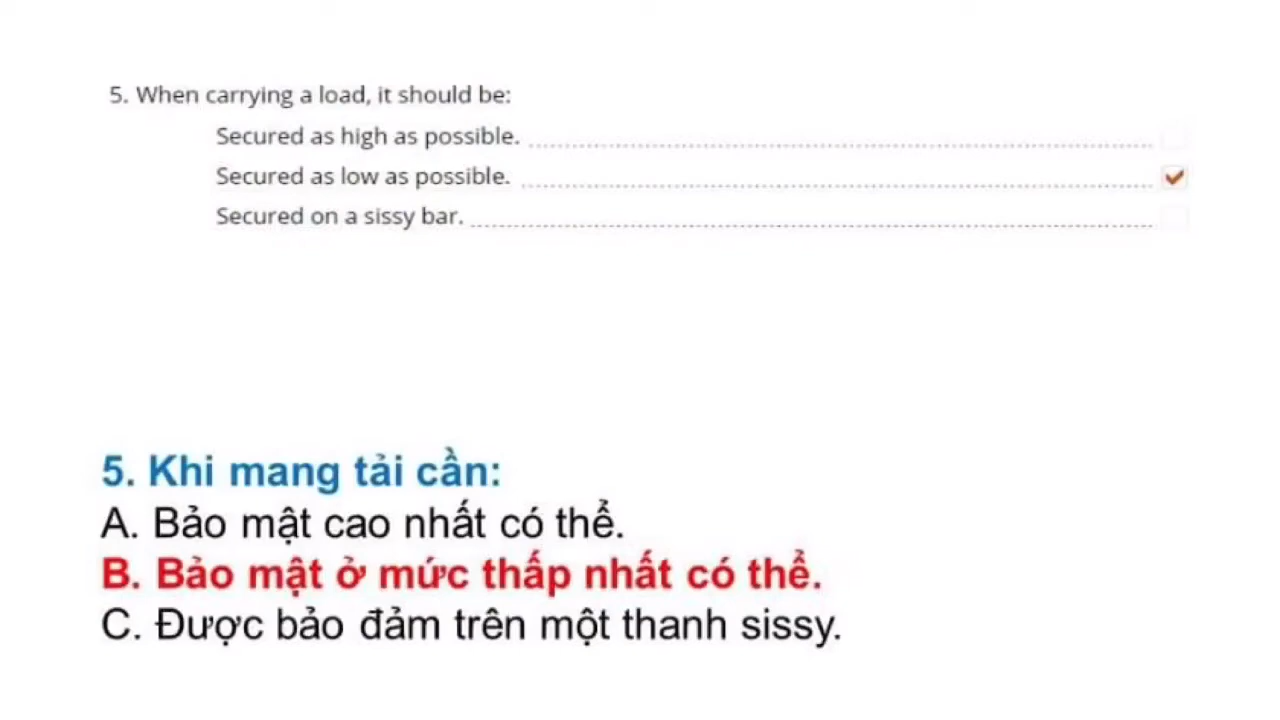 5. When carrying a load, it should be:
Secured as high as possible.
Secured as low as possible.
Secured on a sissy bar.
5. Khi mang tải cần:
A. Bảo mật cao nhất có thể.
B. Bảo mật ở mức thấp nhất có thể.
C. Được bảo đảm trên một thanh sissy.